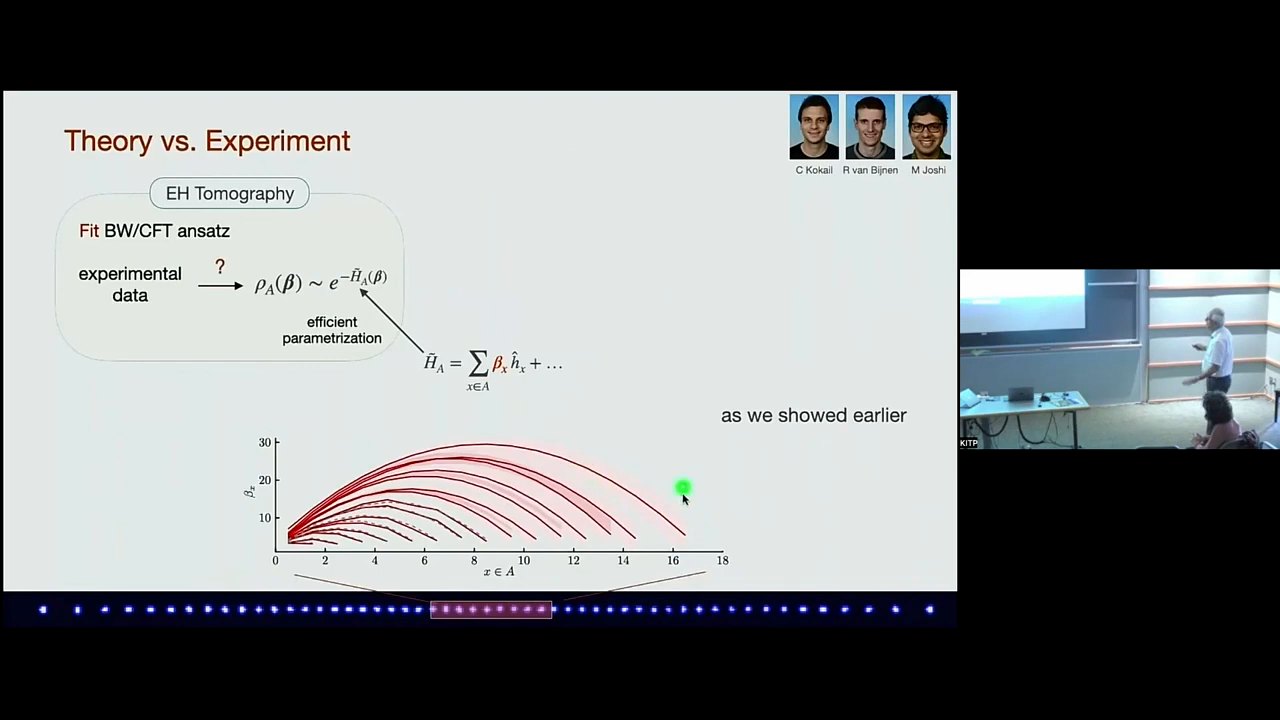 Theory vs. Experiment
C Kokail R van Bijnen M Joshi
EH Tomography
Fit BW/CFT ansatz
experimental data
?
ρ_A(β) ~ e^{-H̃_A(β)}
efficient
parametrization
H̃_A = ∑_{x∈A} β_x ĥ_x + …
as we showed earlier
30
20
10
β_x
0 2 4 6 8 10 12 14 16 18
x ∈ A
KITP